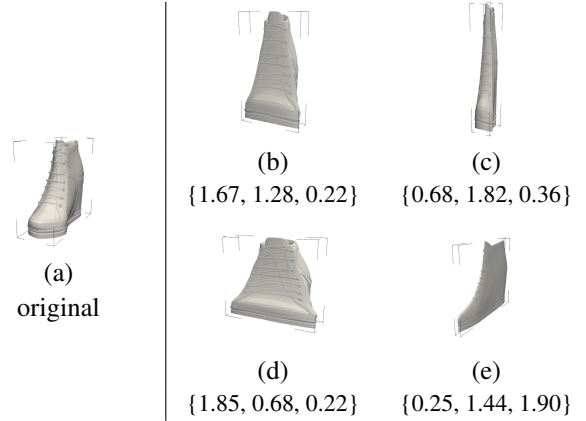 (b)
(c)
{1.67, 1.28, 0.22}
{0.68, 1.82, 0.36}
(a)
original
(d)
(e)
{1.85, 0.68, 0.22}
{0.25, 1.44, 1.90}